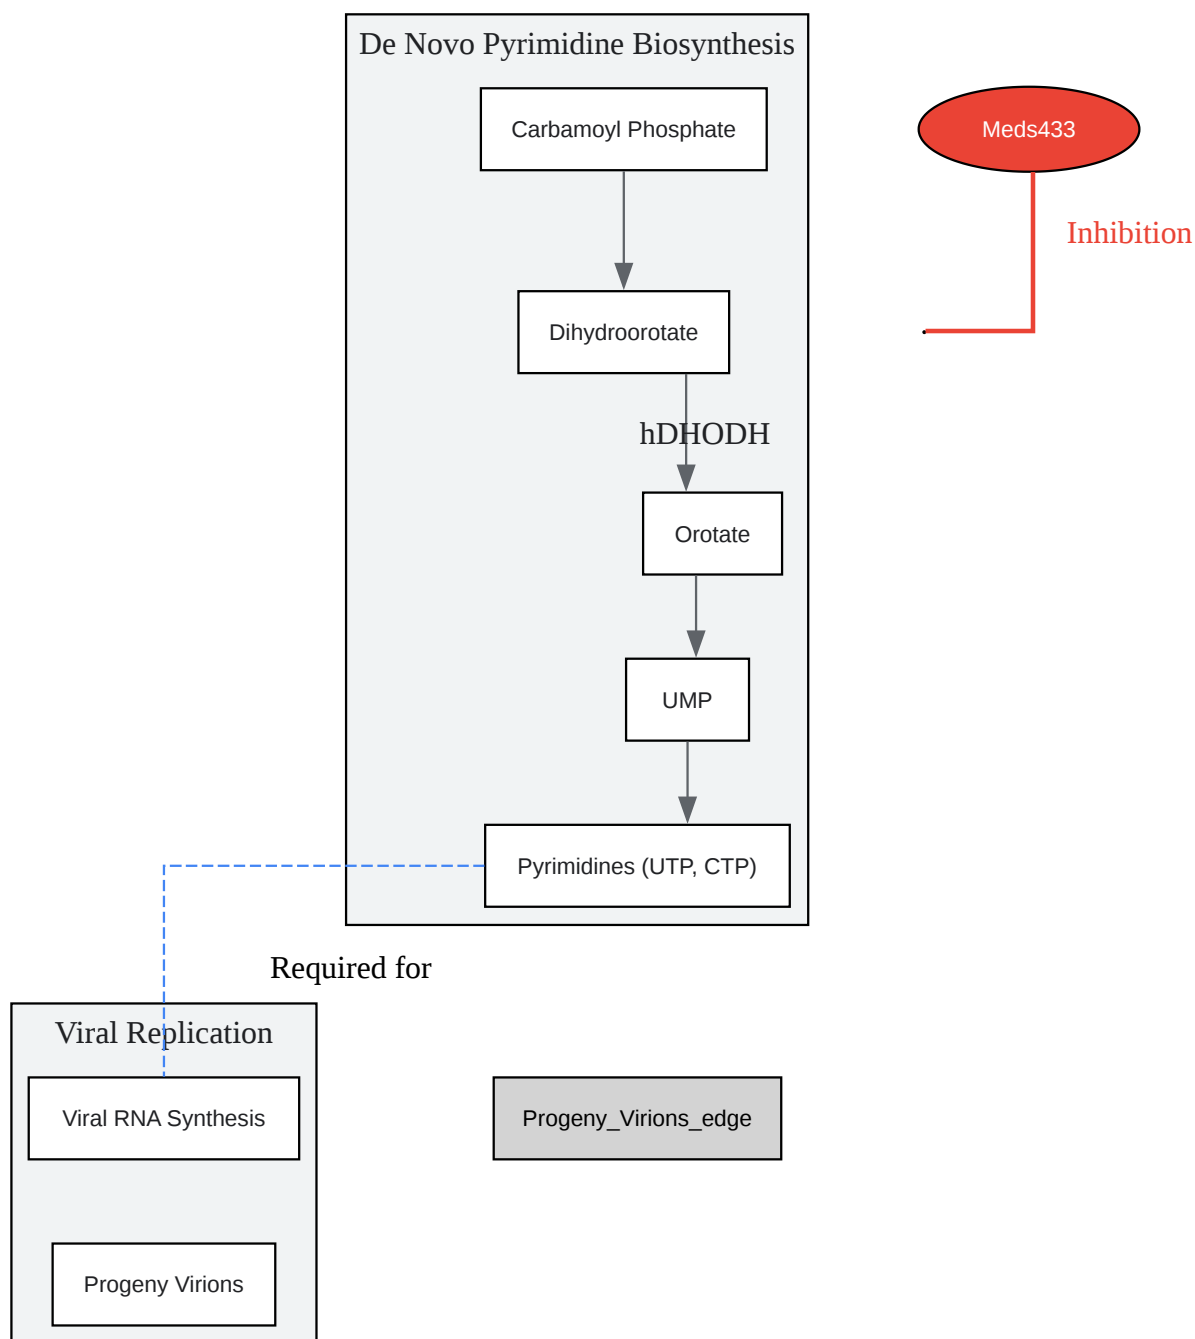 De Novo Pyrimidine Biosynthesis
Carbamoyl Phosphate
Meds433
Inhibition
Dihydroorotate
hDHODH
Orotate
UMP
Pyrimidines (UTP, CTP)
Required for
Viral Replication
Viral RNA Synthesis
Progeny_Virions_edge
Progeny Virions